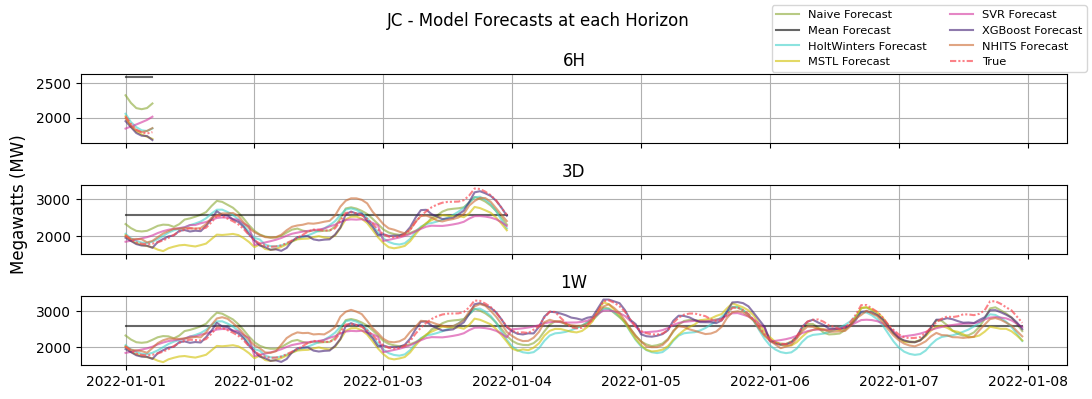 JC - Model Forecasts at each Horizon
Naive Forecast
Mean Forecast
HoltWinters Forecast
MSTL Forecast
SVR Forecast
XGBoost Forecast
NHITS Forecast
True
Megawatts (MW)
6H
2500
2000
3D
3000
2000
1W
3000
2000
2022-01-01 2022-01-02 2022-01-03 2022-01-04 2022-01-05 2022-01-06 2022-01-07 2022-01-08